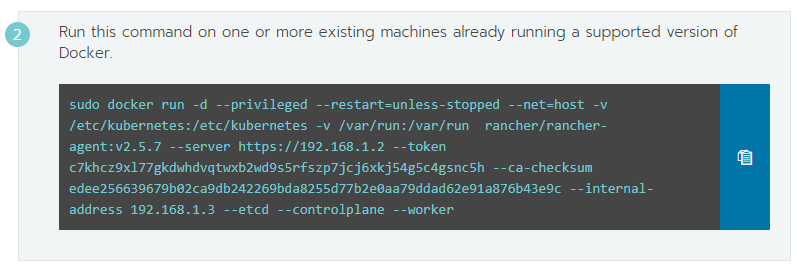 2
Run this command on one or more existing machines already running a supported version of
Docker.
sudo docker run -d --privileged --restart=unless-stopped --net=host -v
/etc/kubernetes:/etc/kubernetes -v /var/run:/var/run  rancher/rancher-
agent:v2.5.7 --server https://192.168.1.2 --token
c7khcz9xl77gkdwhdvqtwxb2wd9s5rfszp7jcj6xkj54g5c4gsnc5h --ca-checksum
edee256639679b02ca9db242269bda8255d77b2e0aa79ddad62e91a876b43e9c --internal-
address 192.168.1.3 --etcd --controlplane --worker